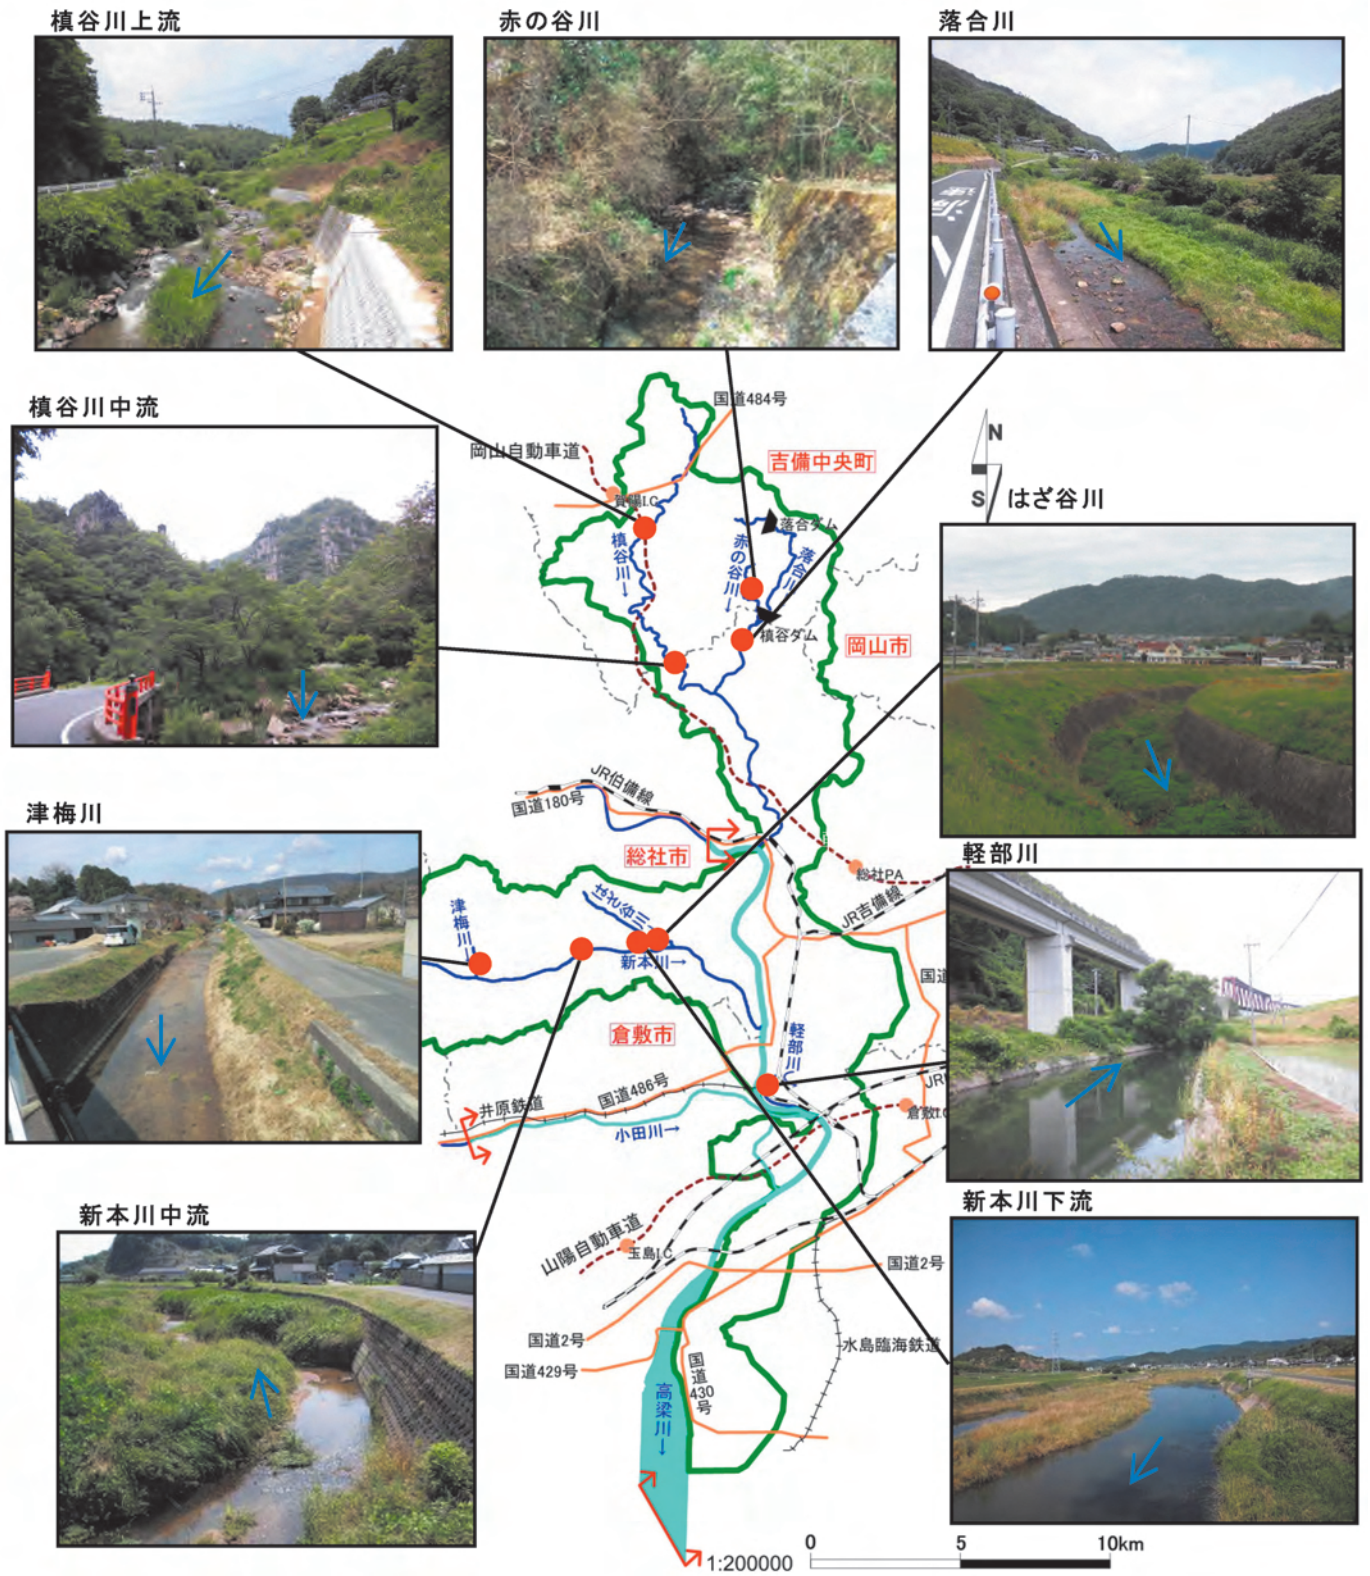 槙谷川上流
赤の谷川
落合川
槙谷川中流
国道484号
岡山自動車道
吉備中央町
賀陽I.C
落合ダム
槙谷川→
赤の谷川→
落合川
槙谷ダム
岡山市
N
S
はざ谷川
JR伯備線
国道180号
津梅川
総社市
総社PA
軽部川
JR吉備線
はざ谷川
津梅川
新本川→
国道
倉敷市
軽部川
国道486号
JR
井原鉄道
倉敷I.C
小田川→
新本川中流
新本川下流
山陽自動車道
玉島I.C
国道2号
国道2号
水島臨海鉄道
国道429号
国道430号
高梁川→
0
5
10km
1:200000